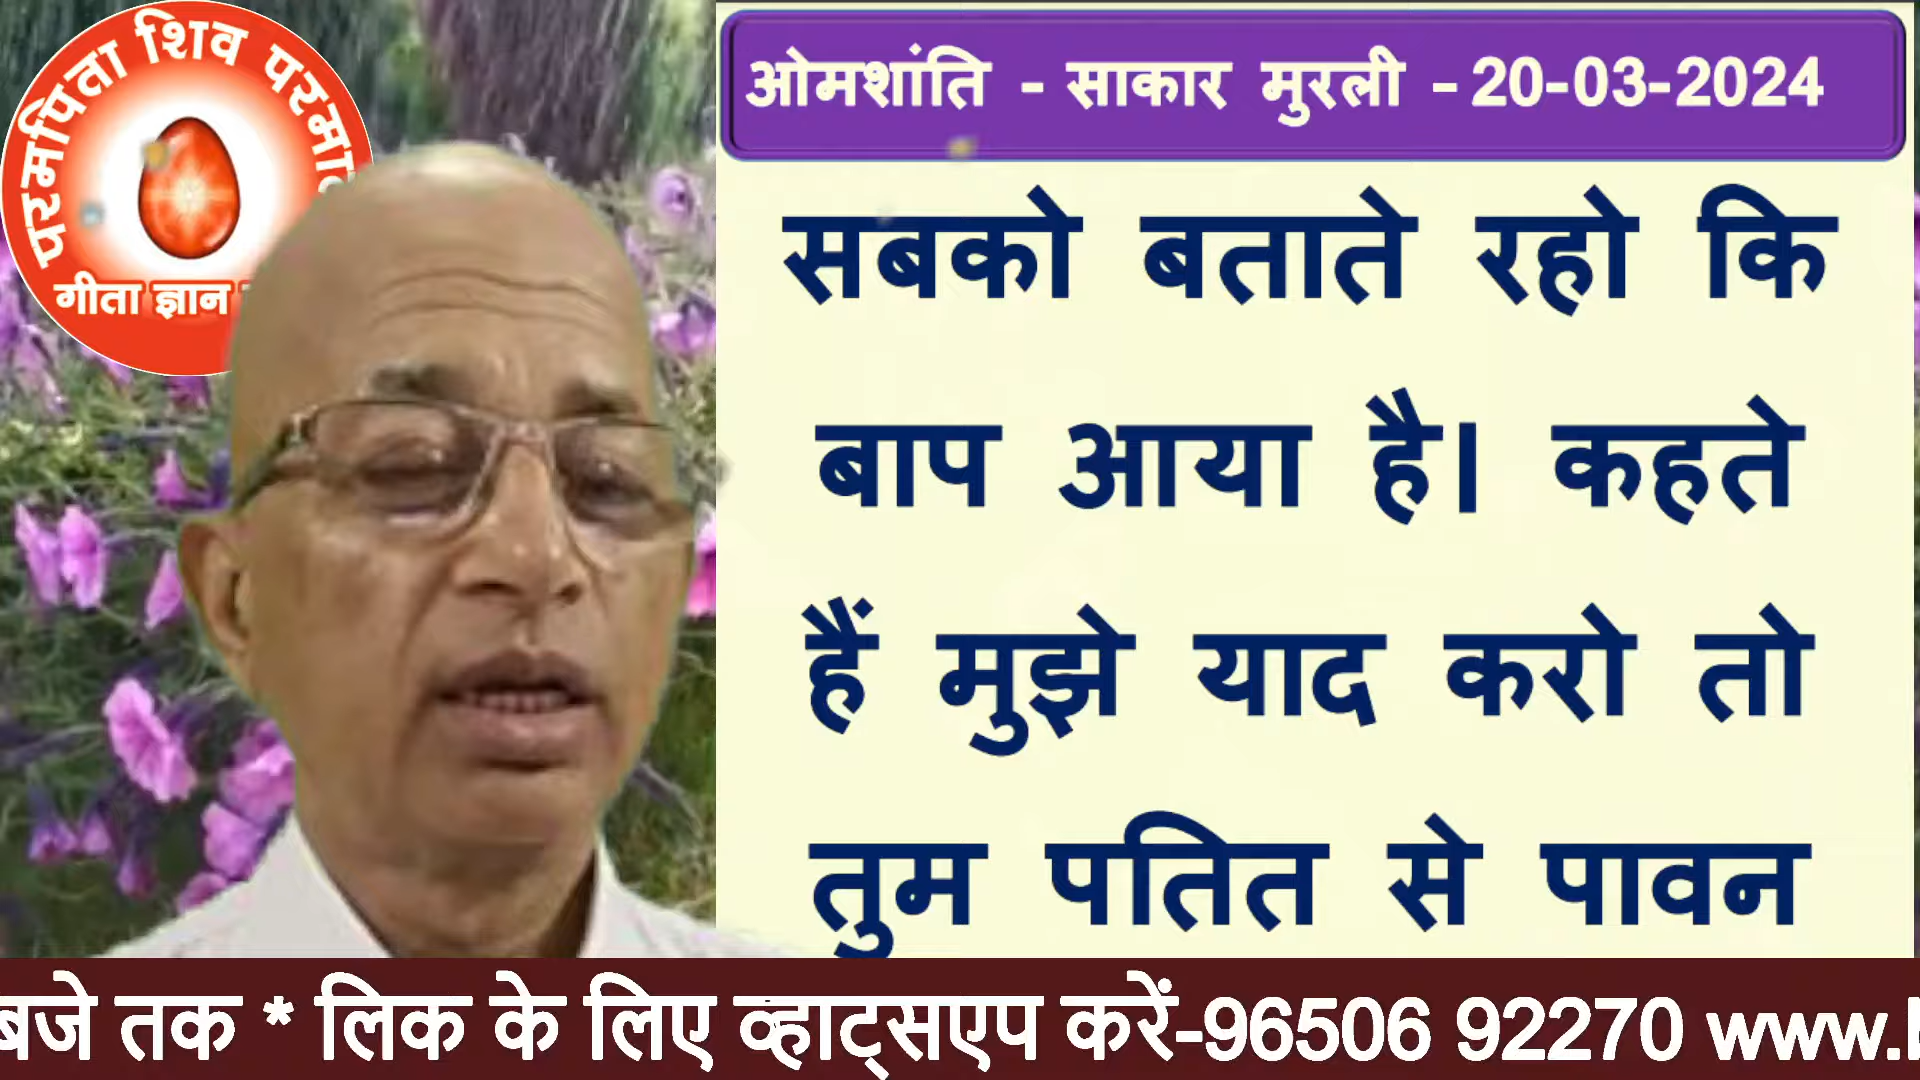 परमपिता शिव परमा
गीता ज्ञान
ओमशांति - साकार मुरली - 20-03-2024
सबको बताते रहो कि
बाप आया है। कहते
हैं मुझे याद करो तो
तुम पतित से पावन
बजे तक * लिंक के लिए व्हाट्सएप करें-96506 92270 www.